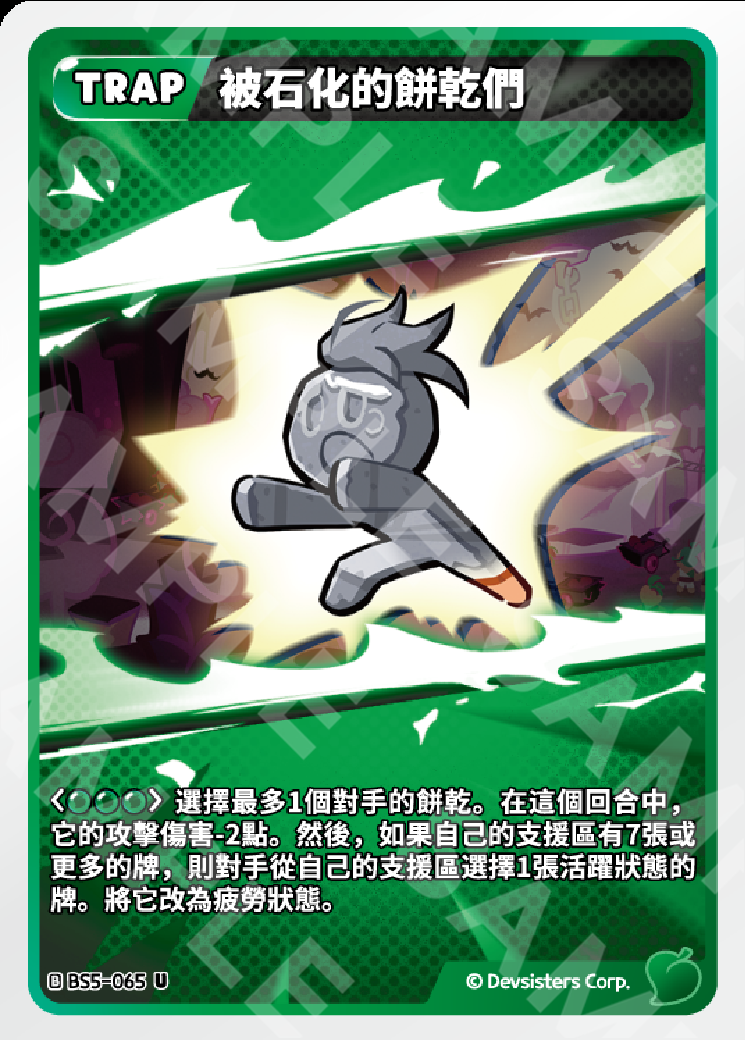 TRAP 被石化的餅乾們
〈○○○〉選擇最多1個對手的餅乾。在這個回合中，
它的攻擊傷害-2點。然後，如果自己的支援區有7張或
更多的牌，則對手從自己的支援區選擇1張活躍狀態的
牌。將它改為疲勞狀態。
B BS5-065 U © Devsisters Corp.
SAMPLE